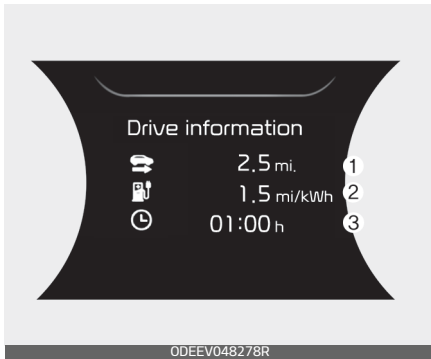 Drive information
2.5 mi. 1
1.5 mi/kWh 2
01:00 h 3
ODEEV048278R